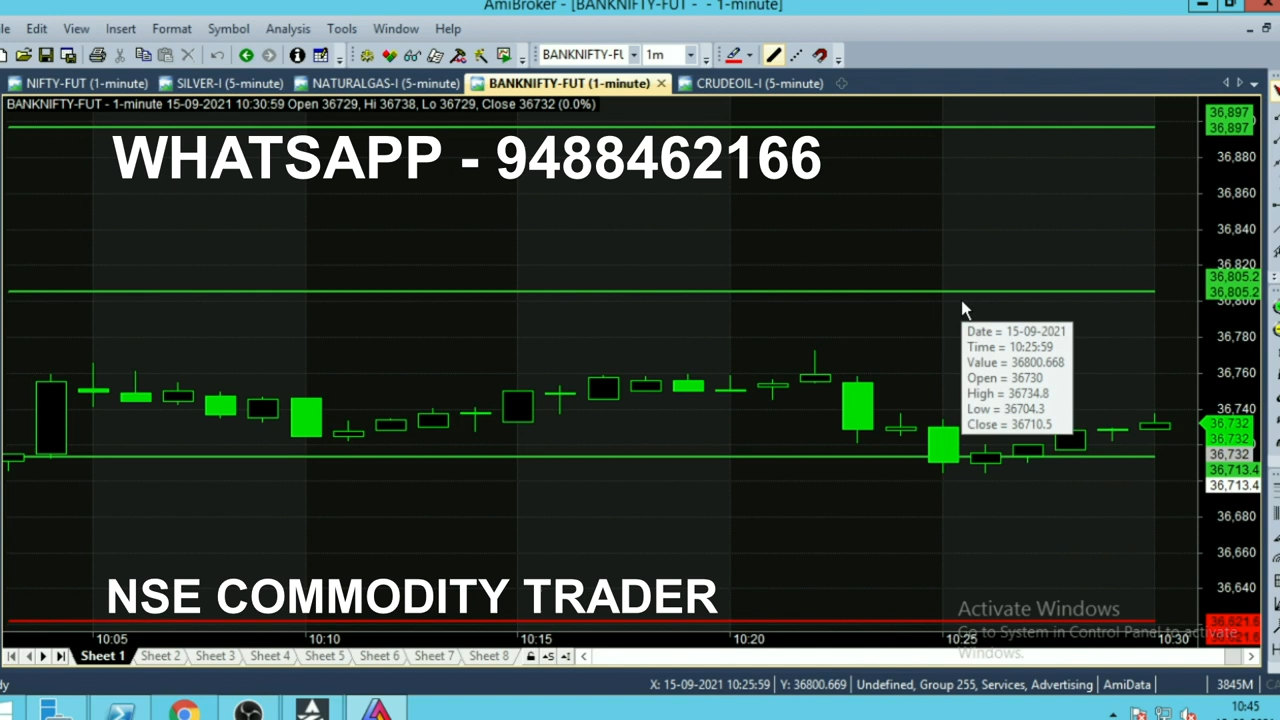 AmiBroker - [BANKNIFTY-FUT - - 1-minute]
Edit View Insert Format Symbol Analysis Tools Window Help
BANKNIFTY-FU 1m
NIFTY-FUT (1-minute) SILVER-I (5-minute) NATURALGAS-I (5-minute) BANKNIFTY-FUT (1-minute) CRUDEOIL-I (5-minute)
BANKNIFTY-FUT - 1-minute 15-09-2021 10:30:59 Open 36729, Hi 36738, Lo 36729, Close 36732 (0.0%)
36,897
36,897
WHATSAPP - 9488462166
36,880
36,860
36,840
36,820
36,805.2
36,805.2
36,800
Date = 15-09-2021
Time = 10:25:59
Value = 36800.668
Open = 36730
High = 36734.8
Low = 36704.3
Close = 36710.5
36,780
36,760
36,740
36,732
36,732
36,732
36,713.4
36,713.4
36,680
36,660
36,640
NSE COMMODITY TRADER
Activate Windows
Go to System in Control Panel to activate
Windows.
36,621.6
36,621.6
10:05 10:10 10:15 10:20 10:25 10:30
Sheet 1 Sheet 2 Sheet 3 Sheet 4 Sheet 5 Sheet 6 Sheet 7 Sheet 8
X: 15-09-2021 10:25:59 Y: 36800.669 Undefined, Group 255, Services, Advertising AmiData 3845M
10:45